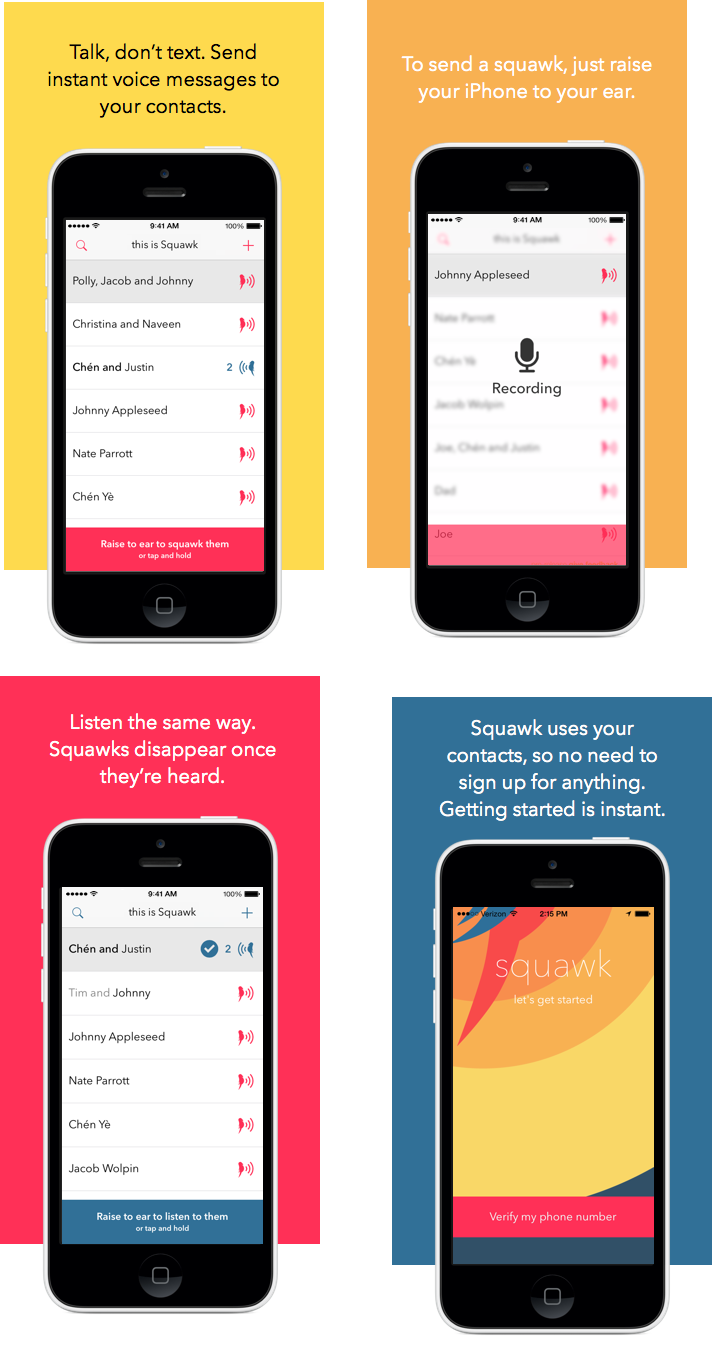 Talk, don’t text. Send
instant voice messages to
your contacts.
9:41 AM
100%
this is Squawk
Polly, Jacob and Johnny
Christina and Naveen
Chén and Justin
2
Johnny Appleseed
Nate Parrott
Chén Yè
Raise to ear to squawk them
or tap and hold
To send a squawk, just raise
your iPhone to your ear.
9:41 AM
100%
this is Squawk
Johnny Appleseed
Nate Parrott
Chén Yè
Recording
Jacob Wolpin
Joe, Chén and Justin
Dad
Joe
Listen the same way.
Squawks disappear once
they’re heard.
9:41 AM
100%
this is Squawk
Chén and Justin
2
Tim and Johnny
Johnny Appleseed
Nate Parrott
Chén Yè
Jacob Wolpin
Raise to ear to listen to them
or tap and hold
Squawk uses your
contacts, so no need to
sign up for anything.
Getting started is instant.
Verizon
2:15 PM
squawk
let's get started
Verify my phone number